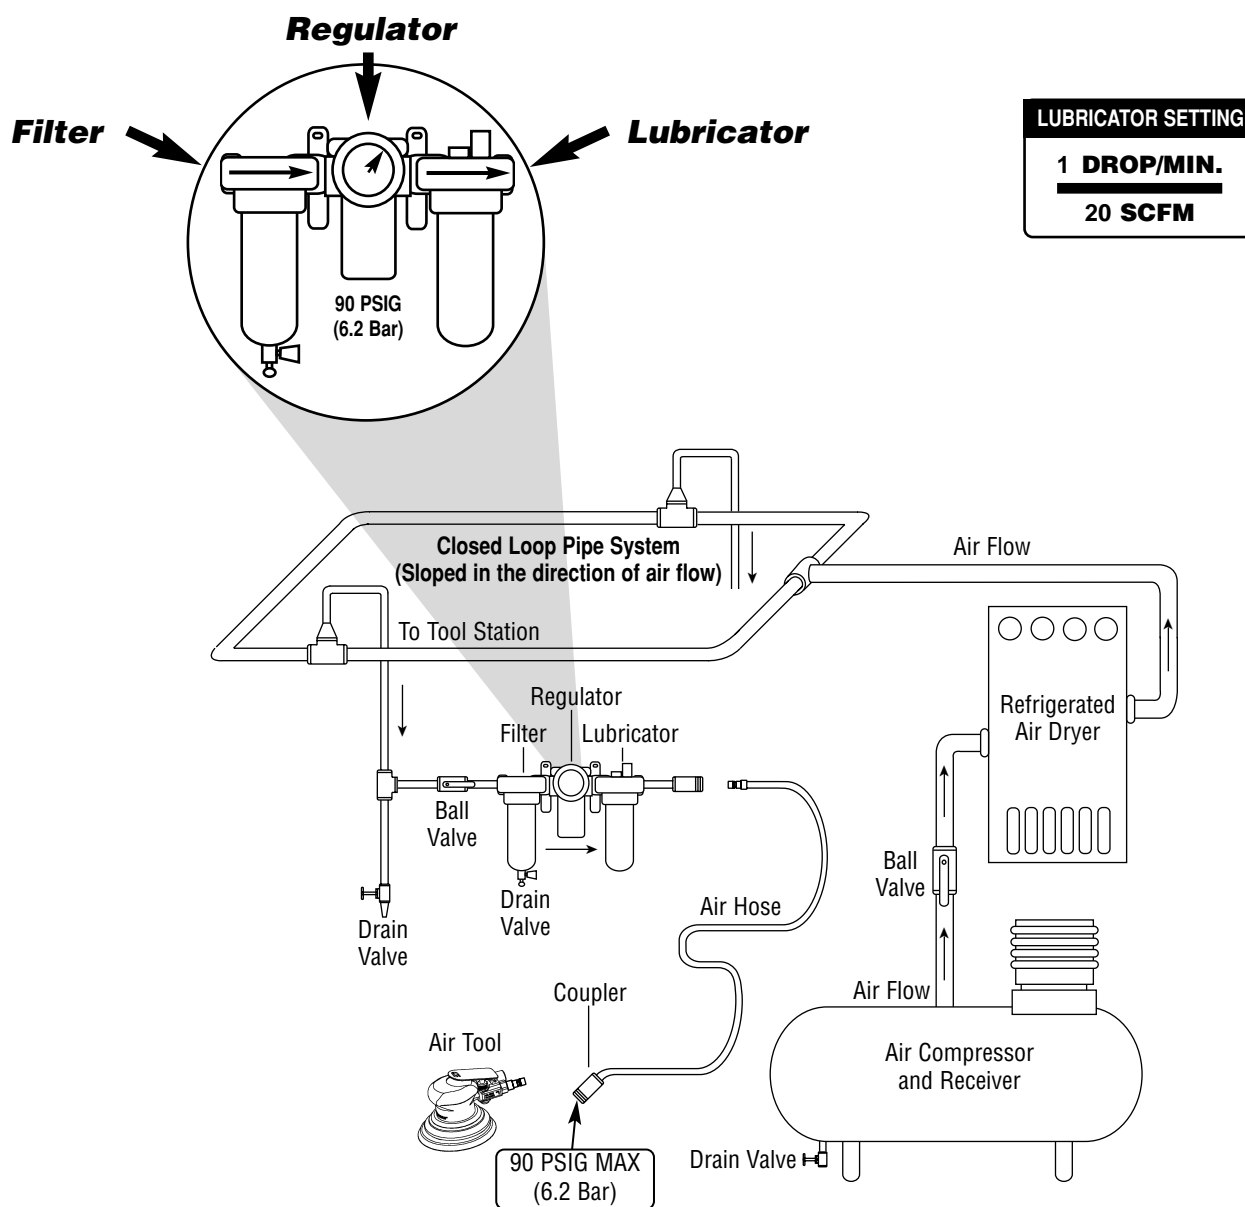 Regulator
Filter
Lubricator
LUBRICATOR SETTING
1 DROP/MIN.
20 SCFM
90 PSIG
(6.2 Bar)
Closed Loop Pipe System
(Sloped in the direction of air flow)
Air Flow
To Tool Station
Regulator
Filter
Lubricator
Refrigerated
Air Dryer
Ball
Valve
Drain
Valve
Drain
Valve
Ball
Valve
Air Hose
Coupler
Air Flow
Air Tool
Air Compressor
and Receiver
90 PSIG MAX
(6.2 Bar)
Drain Valve